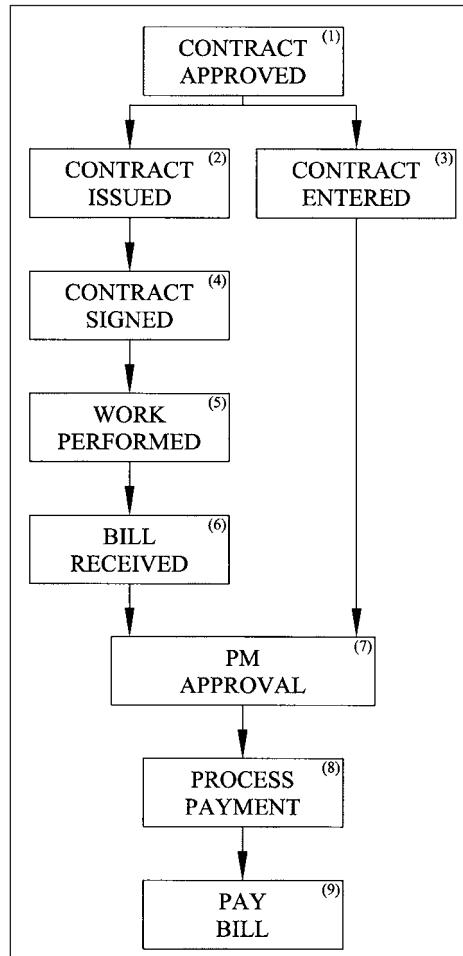 (1)
CONTRACT
APPROVED
(2)
CONTRACT
ISSUED
(3)
CONTRACT
ENTERED
(4)
CONTRACT
SIGNED
(5)
WORK
PERFORMED
(6)
BILL
RECEIVED
(7)
PM
APPROVAL
(8)
PROCESS
PAYMENT
(9)
PAY
BILL